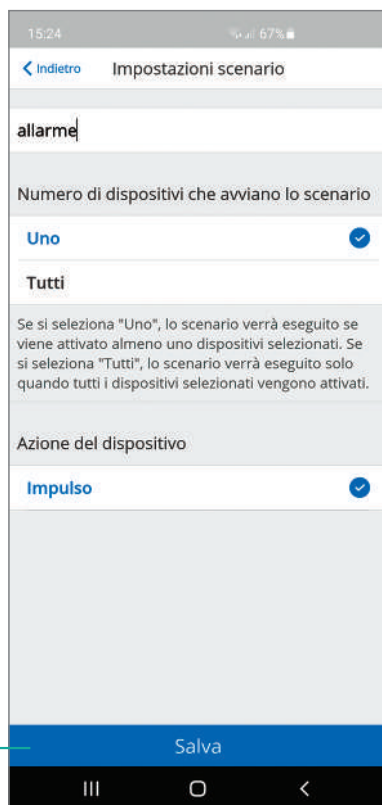 15:24 67%
Indietro Impostazioni scenario
allarme
Numero di dispositivi che avviano lo scenario
Uno
Tutti
Se si seleziona "Uno", lo scenario verrà eseguito se
viene attivato almeno uno dispositivi selezionati. Se
si seleziona "Tutti", lo scenario verrà eseguito solo
quando tutti i dispositivi selezionati vengono attivati.
Azione del dispositivo
Impulso
Salva